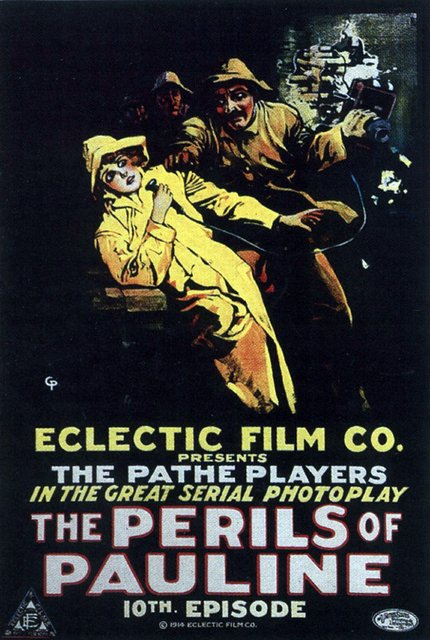 GP
ECLECTIC FILM CO.
PRESENTS
THE PATHE PLAYERS
IN THE GREAT SERIAL PHOTOPLAY
THE PERILS OF
PAULINE
10TH. EPISODE
© 1914 ECLECTIC FILM CO.